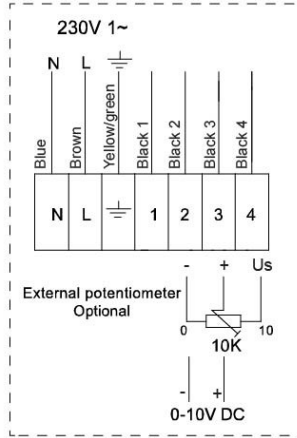 230V 1~
N L
Blue Brown Yellow/green Black 1 Black 2 Black 3 Black 4
N L 1 2 3 4
- + Us
External potentiometer
Optional
0 10
10K
- +
0-10V DC